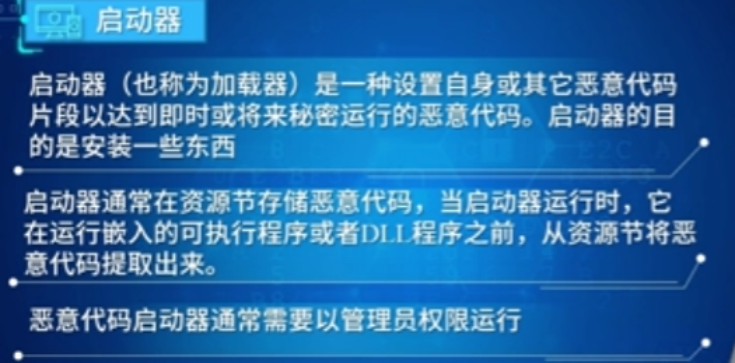 启动器
启动器（也称为加载器）是一种设置自身或其它恶意代码
片段以达到即时或将来秘密运行的恶意代码。启动器的目
的是安装一些东西
启动器通常在资源节存储恶意代码，当启动器运行时，它
在运行嵌入的可执行程序或者DLL程序之前，从资源节将恶
意代码提取出来。
恶意代码启动器通常需要以管理员权限运行